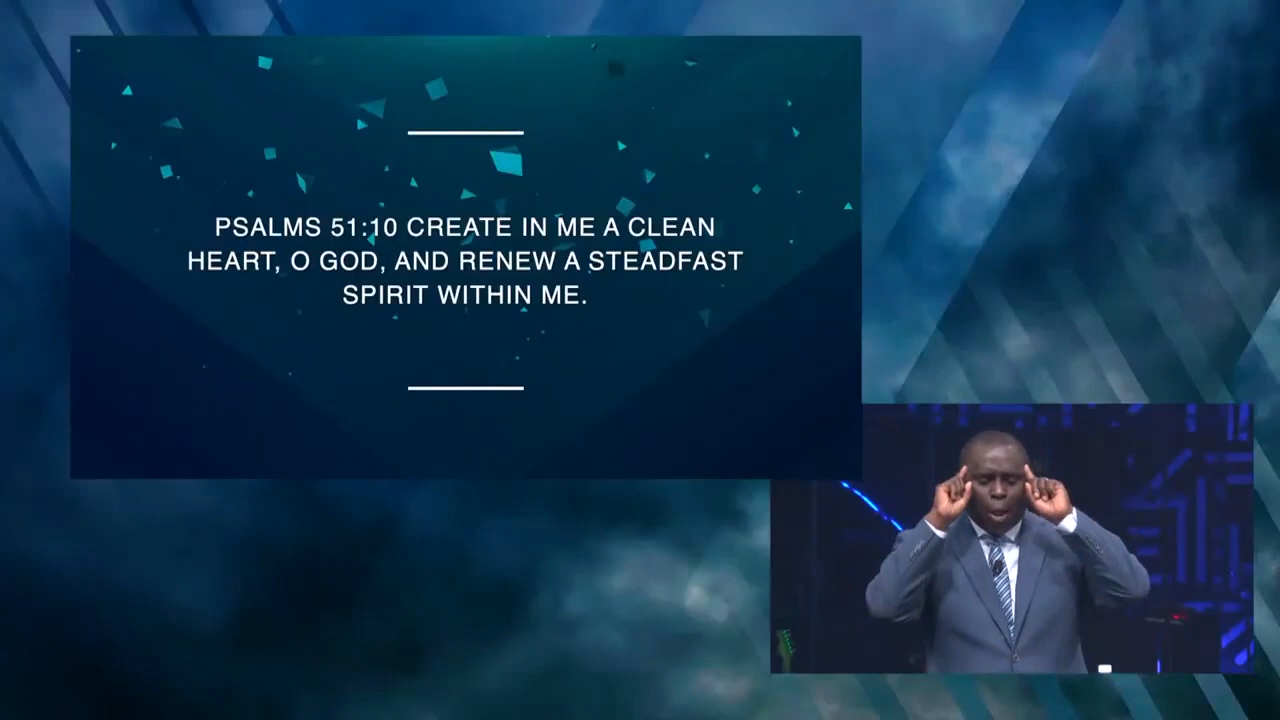 PSALMS 51:10 CREATE IN ME A CLEAN
HEART, O GOD, AND RENEW A STEADFAST
SPIRIT WITHIN ME.